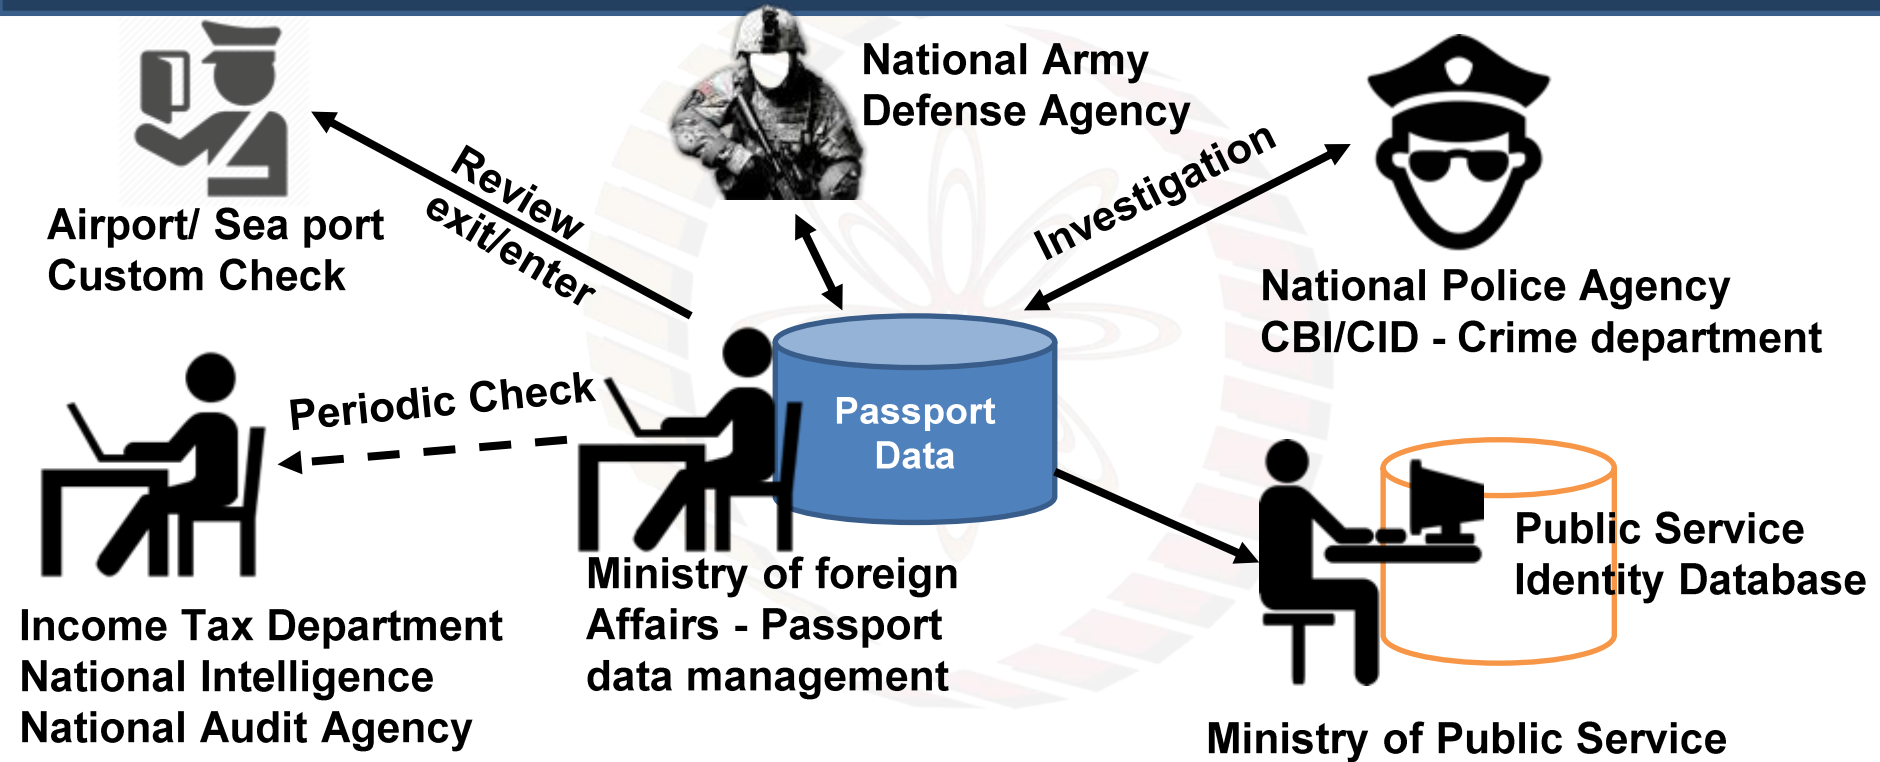 National Army
Defense Agency
Review
exit/enter
Investigation
Airport/ Sea port
Custom Check
National Police Agency
CBI/CID - Crime department
Periodic Check
Passport
Data
Public Service
Identity Database
Ministry of foreign
Affairs - Passport
data management
Income Tax Department
National Intelligence
National Audit Agency
Ministry of Public Service